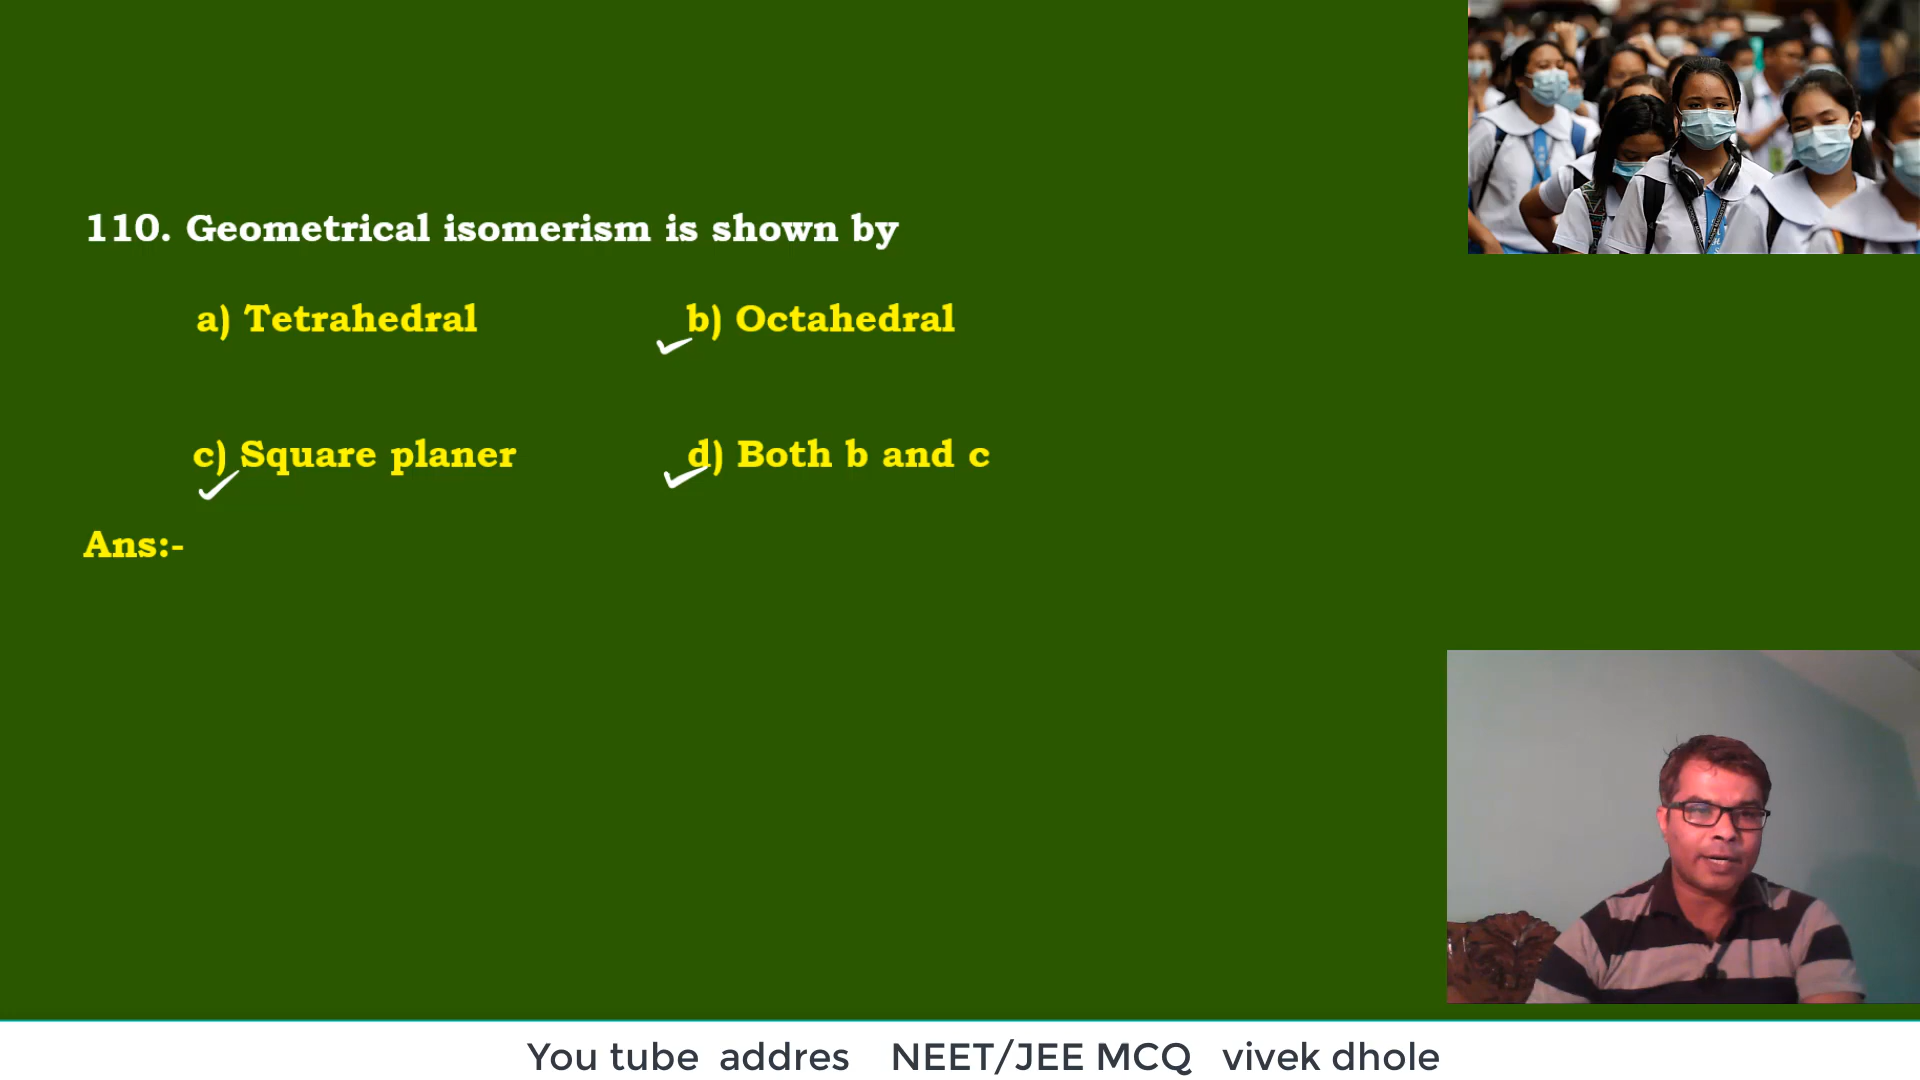 110. Geometrical isomerism is shown by
a) Tetrahedral b) Octahedral
c) Square planer d) Both b and c
Ans:-
You tube addres NEET/JEE MCQ vivek dhole